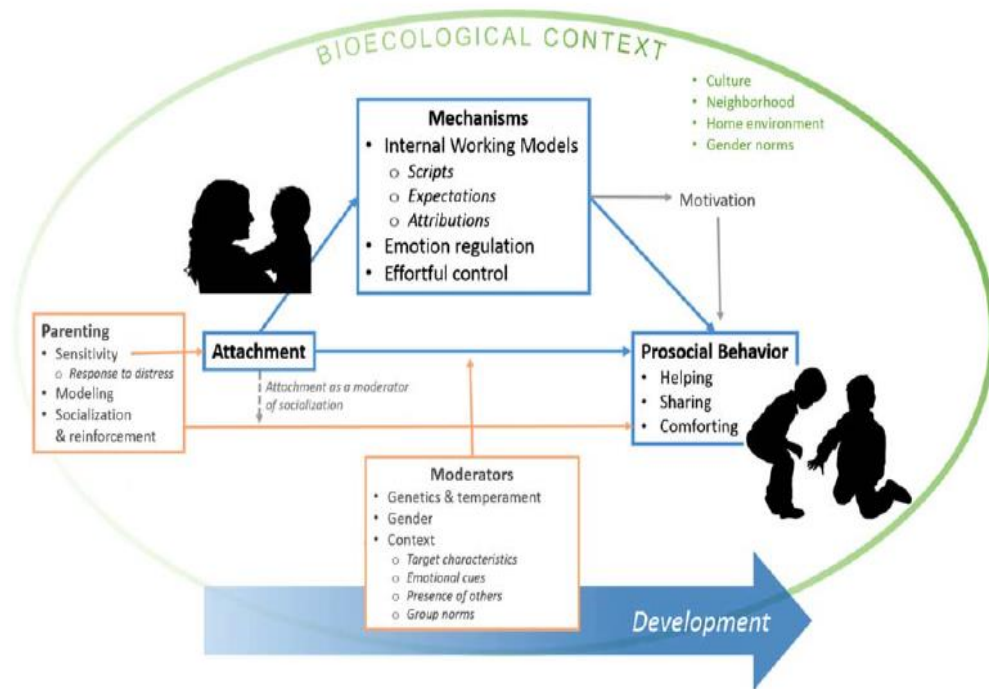 BIOECOLOGICAL CONTEXT
• Culture
• Neighborhood
• Home environment
• Gender norms
Mechanisms
• Internal Working Models
o Scripts
o Expectations
o Attributions
• Emotion regulation
• Effortful control
Motivation
Parenting
• Sensitivity
o Response to distress
• Modeling
• Socialization
& reinforcement
Attachment
Attachment as a moderator
of socialization
Prosocial Behavior
• Helping
• Sharing
• Comforting
Moderators
• Genetics & temperament
• Gender
• Context
o Target characteristics
o Emotional cues
o Presence of others
o Group norms
Development